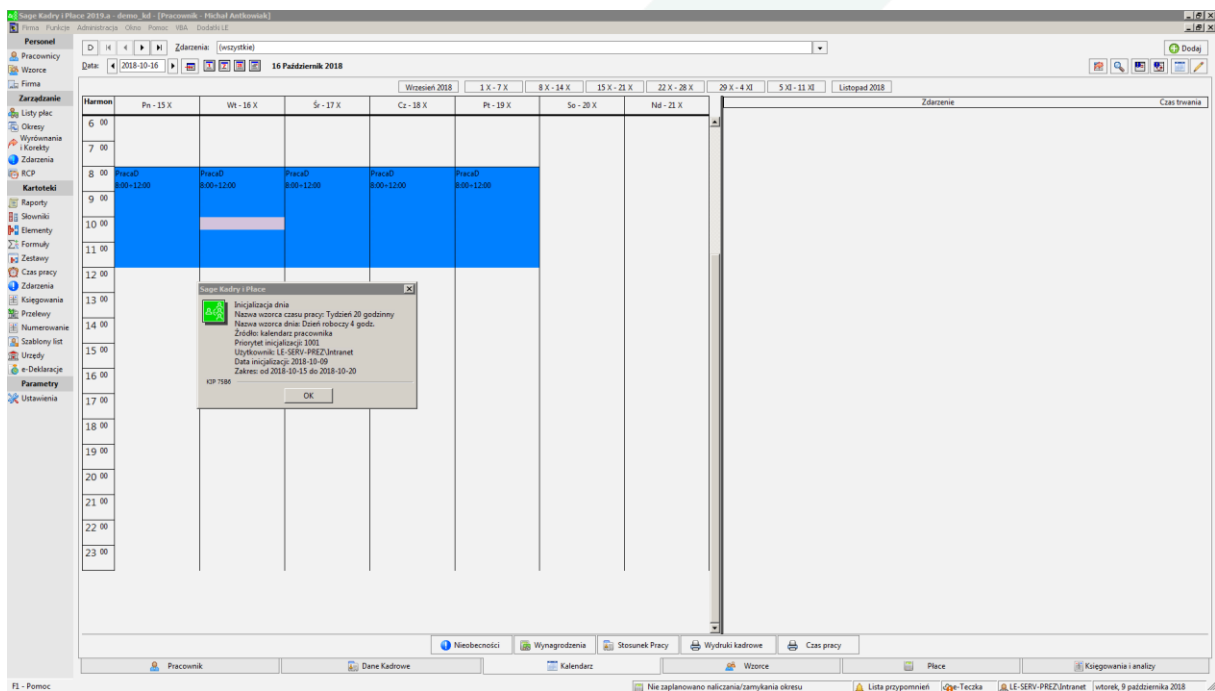 Sage Kadry i Płace 2019.a - demo_kd - [Pracownik - Michał Antkowiak]
Firma Funkcje Administracja Okna Pomoc VBA Dodatki LE
Personel
Pracownicy
Wzorce
Firma
Zarządzanie
Listy płac
Okresy
Wyrównania
i Korekty
Zdarzenia
RCP
Kartoteki
Raporty
Słowniki
Elementy
Formuły
Zestawy
Czas pracy
Zdarzenia
Księgowania
Przelewy
Numerowanie
Szablony list
Urzędy
e-Deklaracje
Parametry
Ustawienia
D Zdarzenia: (wszystkie) Dodaj
Data: 2018-10-16 16 Październik 2018
Wrzesień 2018 1 X - 7 X 8 X - 14 X 15 X - 21 X 22 X - 28 X 29 X - 4 XI 5 XI - 11 XI Listopad 2018
Harmon Pn - 15 X Wt - 16 X Śr - 17 X Cz - 18 X Pt - 19 X So - 20 X Nd - 21 X Zdarzenie Czas trwania
6 00
7 00
8 00 PracaD PracaD PracaD PracaD PracaD
8:00÷12:00 8:00÷12:00 8:00÷12:00 8:00÷12:00 8:00÷12:00
9 00
10 00
11 00
12 00
13 00
14 00
15 00
16 00
17 00
18 00
19 00
20 00
21 00
22 00
23 00
Sage Kadry i Płace
Inicjalizacja dnia
Nazwa wzorca czasu pracy: Tydzień 20 godzinny
Nazwa wzorca dnia: Dzień roboczy 4 godz.
Źródło: kalendarz pracownika
Priorytet inicjalizacji: 1001
Użytkownik: LE-SERV-PREZ\Intranet
Data inicjalizacji: 2018-10-09
Zakres: od 2018-10-15 do 2018-10-20
KIP 7586
OK
Nieobecności Wynagrodzenia Stosunek Pracy Wydruki kadrowe Czas pracy
Pracownik Dane Kadrowe Kalendarz Wzorce Płace Księgowania i analizy
F1 - Pomoc Nie zaplanowano naliczania/zamykania okresu Lista przypomnień e-Teczka LE-SERV-PREZ\Intranet wtorek, 9 października 2018